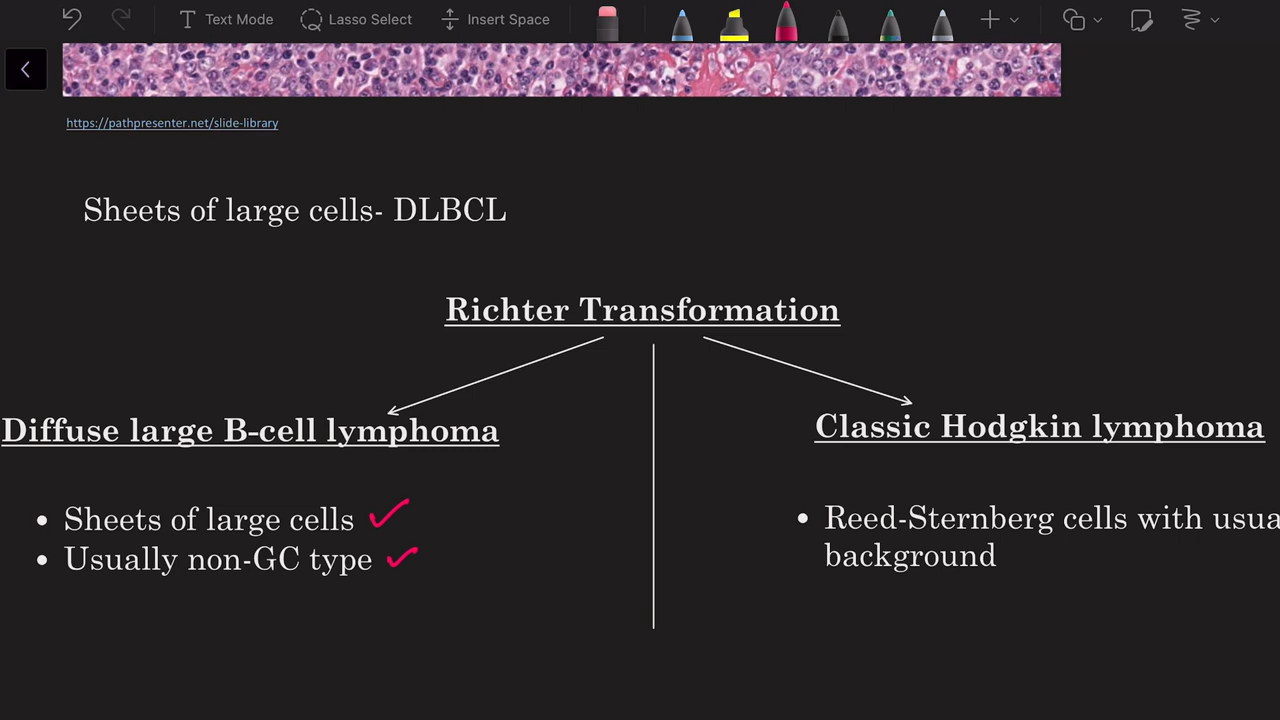 Text Mode
Lasso Select
Insert Space
https://pathpresenter.net/slide-library
Sheets of large cells- DLBCL
Richter Transformation
Diffuse large B-cell lymphoma
• Sheets of large cells
• Usually non-GC type
Classic Hodgkin lymphoma
• Reed-Sternberg cells with
background